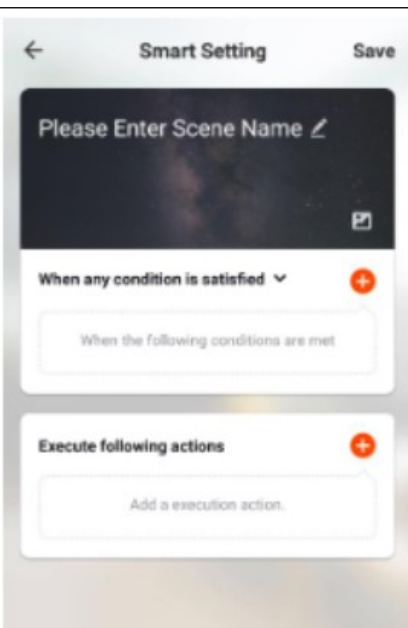 Smart Setting
Save
Please Enter Scene Name
When any condition is satisfied
When the following conditions are met
Execute following actions
Add a execution action.